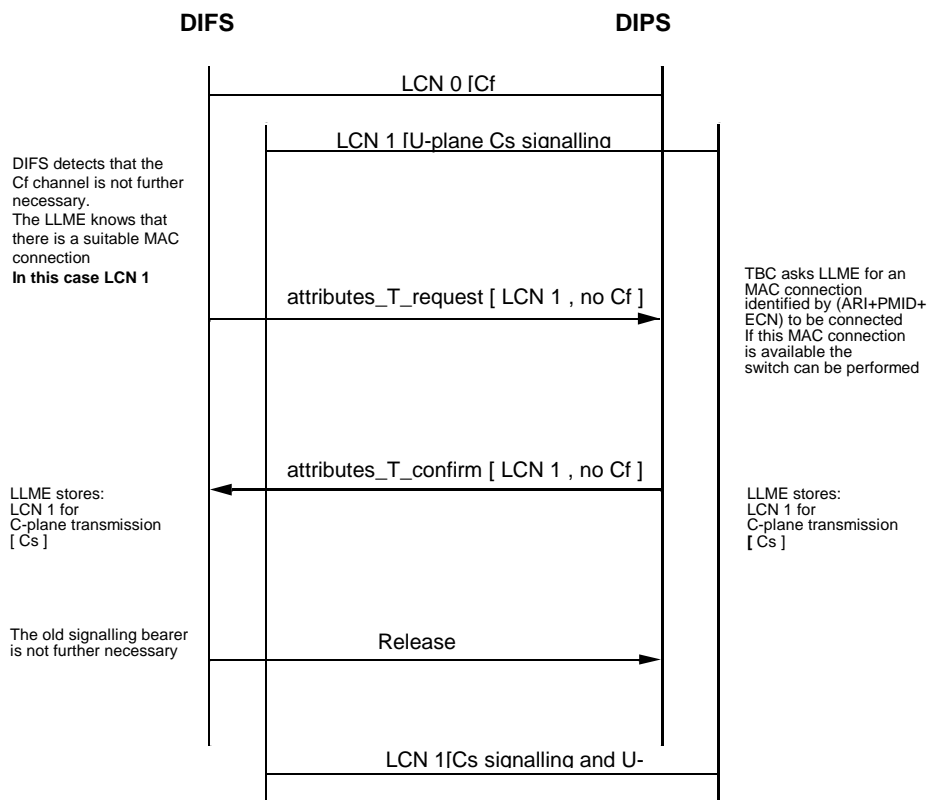 DIFS DIPS
LCN 0 [Cf
LCN 1 [U-plane Cs signalling
DIFS detects that the
Cf channel is not further
necessary.
The LLME knows that
there is a suitable MAC
connection
In this case LCN 1
attributes_T_request [ LCN 1 , no Cf ]
TBC asks LLME for an
MAC connection
identified by (ARI+PMID+
ECN) to be connected
If this MAC connection
is available the
switch can be performed
attributes_T_confirm [ LCN 1 , no Cf ]
LLME stores:
LCN 1 for
C-plane transmission
[ Cs ]
LLME stores:
LCN 1 for
C-plane transmission
[ Cs ]
The old signalling bearer
is not further necessary
Release
LCN 1[Cs signalling and U-